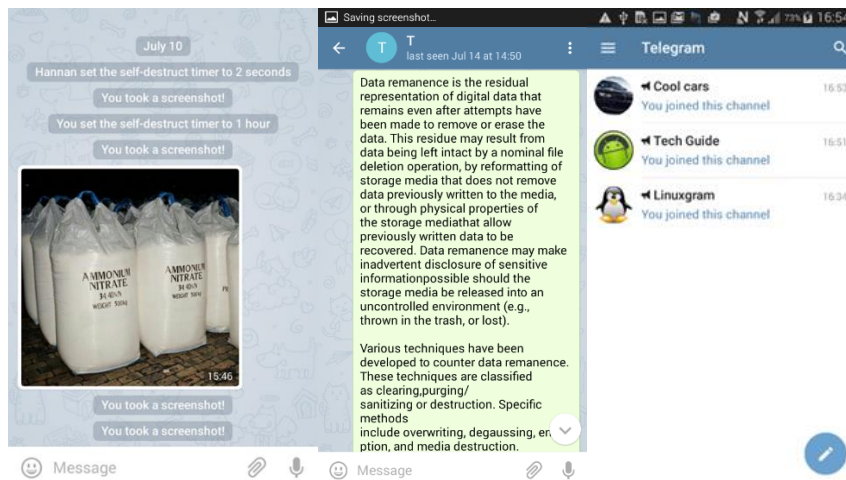 July 10
Hannan set the self-destruct timer to 2 seconds
You took a screenshot!
You set the self-destruct timer to 1 hour
You took a screenshot!
AMMONIUM
NITRATE
34,40%N
WEIGHT 500KG
AMMONIUM
NITRATE
34,40%N
WEIGHT 500KG
15:46
You took a screenshot!
You took a screenshot!
Message
Saving screenshot…
T
T
last seen Jul 14 at 14:50
Data remanence is the residual
representation of digital data that
remains even after attempts have
been made to remove or erase the
data. This residue may result from
data being left intact by a nominal file
deletion operation, by reformatting of
storage media that does not remove
data previously written to the media,
or through physical properties of
the storage mediathat allow
previously written data to be
recovered. Data remanence may make
inadvertent disclosure of sensitive
informationpossible should the
storage media be released into an
uncontrolled environment (e.g.,
thrown in the trash, or lost).
Various techniques have been
developed to counter data remanence.
These techniques are classified
as clearing,purging/
sanitizing or destruction. Specific
methods
include overwriting, degaussing, en
ption, and media destruction.
Message
73% 16:54
Telegram
Cool cars 16:53
You joined this channel
Tech Guide 16:51
You joined this channel
Linuxgram 16:34
You joined this channel